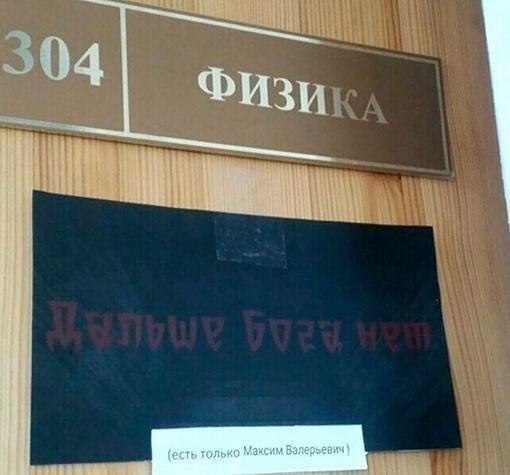 304 ФИЗИКА
Дальше бога нет
(есть только Максим Валерьевич)